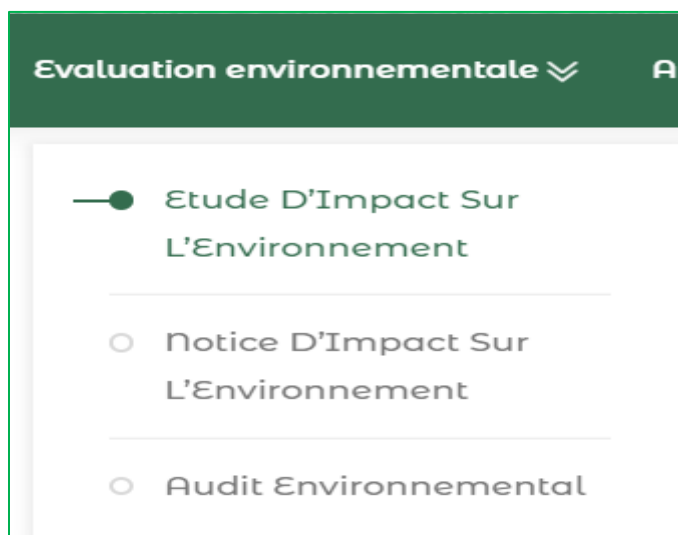 Evaluation environnementale A
Etude D'Impact Sur
L'Environnement
Notice D'Impact Sur
L'Environnement
Audit Environnemental